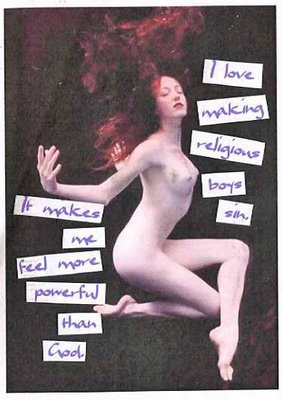 I love
making
religious
boys
sin.
It makes
me
feel more
powerful
than
God.